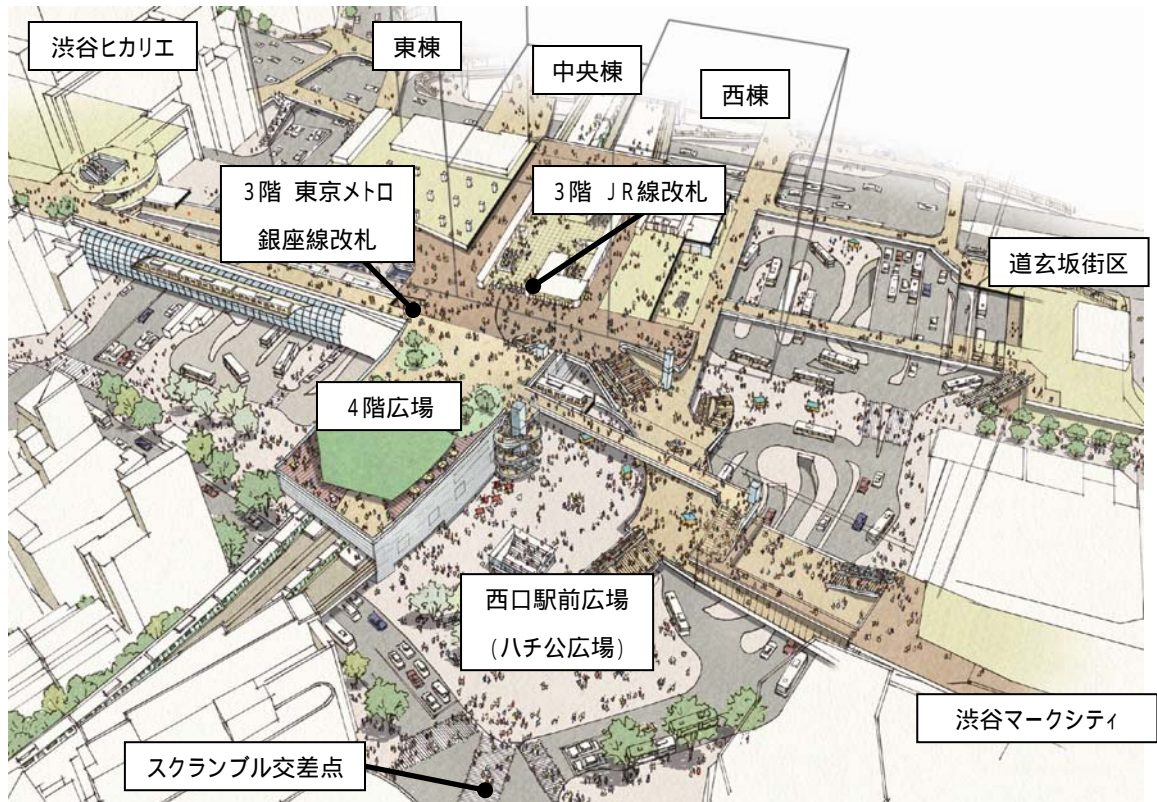 渋谷ヒカリエ
東棟
中央棟
西棟
3階 東京メトロ
銀座線改札
3階 JR線改札
道玄坂街区
4階広場
西口駅前広場
(ハチ公広場)
渋谷マークシティ
スクランブル交差点